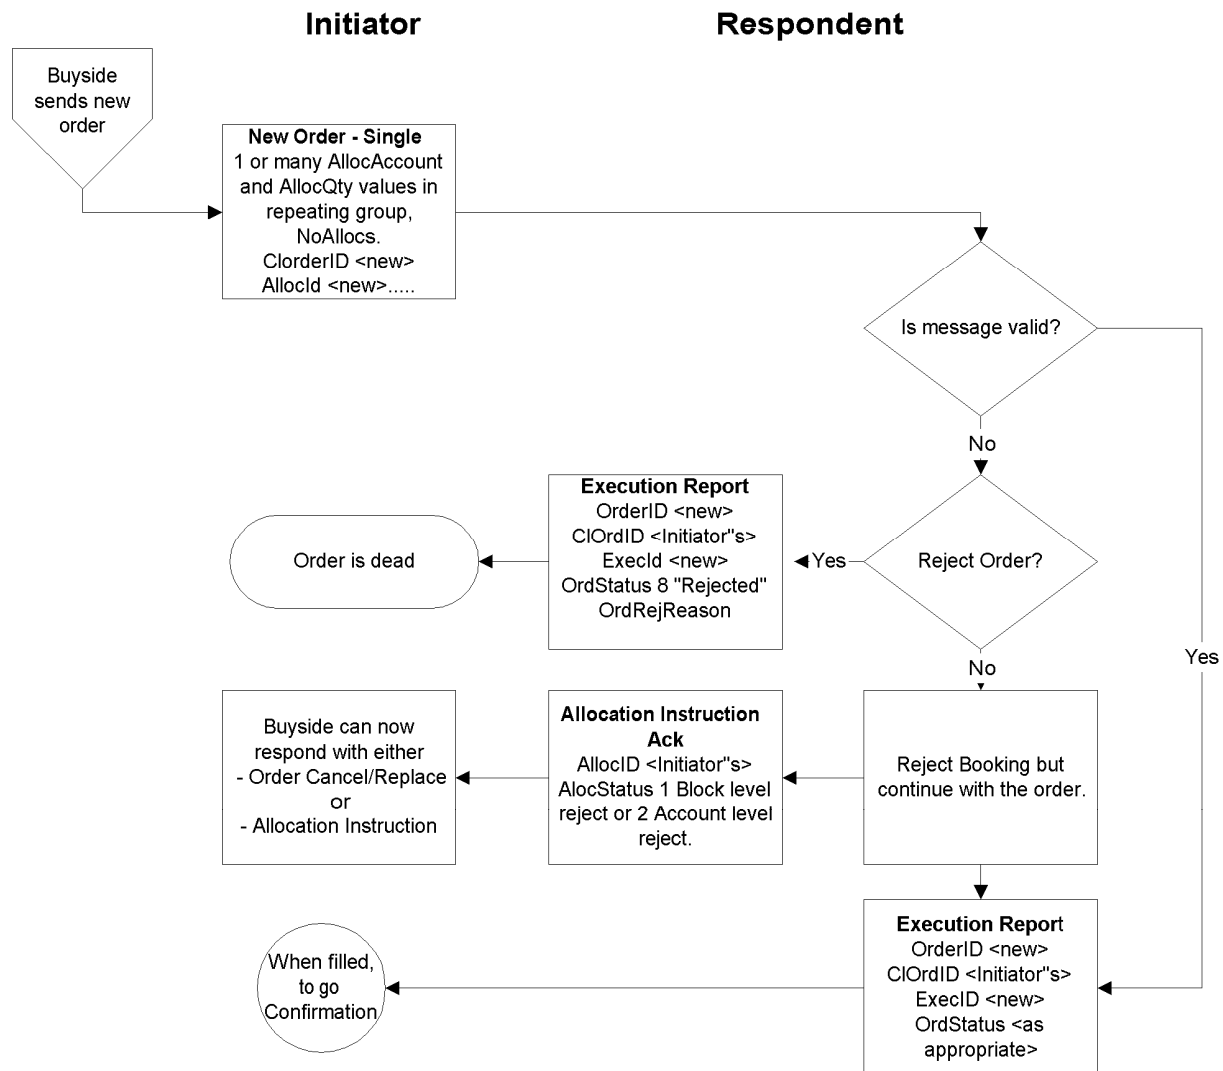 Initiator
Respondent
Buyside
sends new
order
New Order - Single
1 or many AllocAccount
and AllocQty values in
repeating group,
NoAllocs.
ClorderID <new>
AllocId <new>.....
Is message valid?
No
Execution Report
OrderID <new>
ClOrdID <Initiator"s>
ExecId <new>
OrdStatus 8 "Rejected"
OrdRejReason
Order is dead
Yes
Reject Order?
Yes
No
Buyside can now
respond with either
- Order Cancel/Replace
or
- Allocation Instruction
Allocation Instruction
Ack
AllocID <Initiator"s>
AlocStatus 1 Block level
reject or 2 Account level
reject.
Reject Booking but
continue with the order.
When filled,
to go
Confirmation
Execution Report
OrderID <new>
ClOrdID <Initiator"s>
ExecID <new>
OrdStatus <as
appropriate>